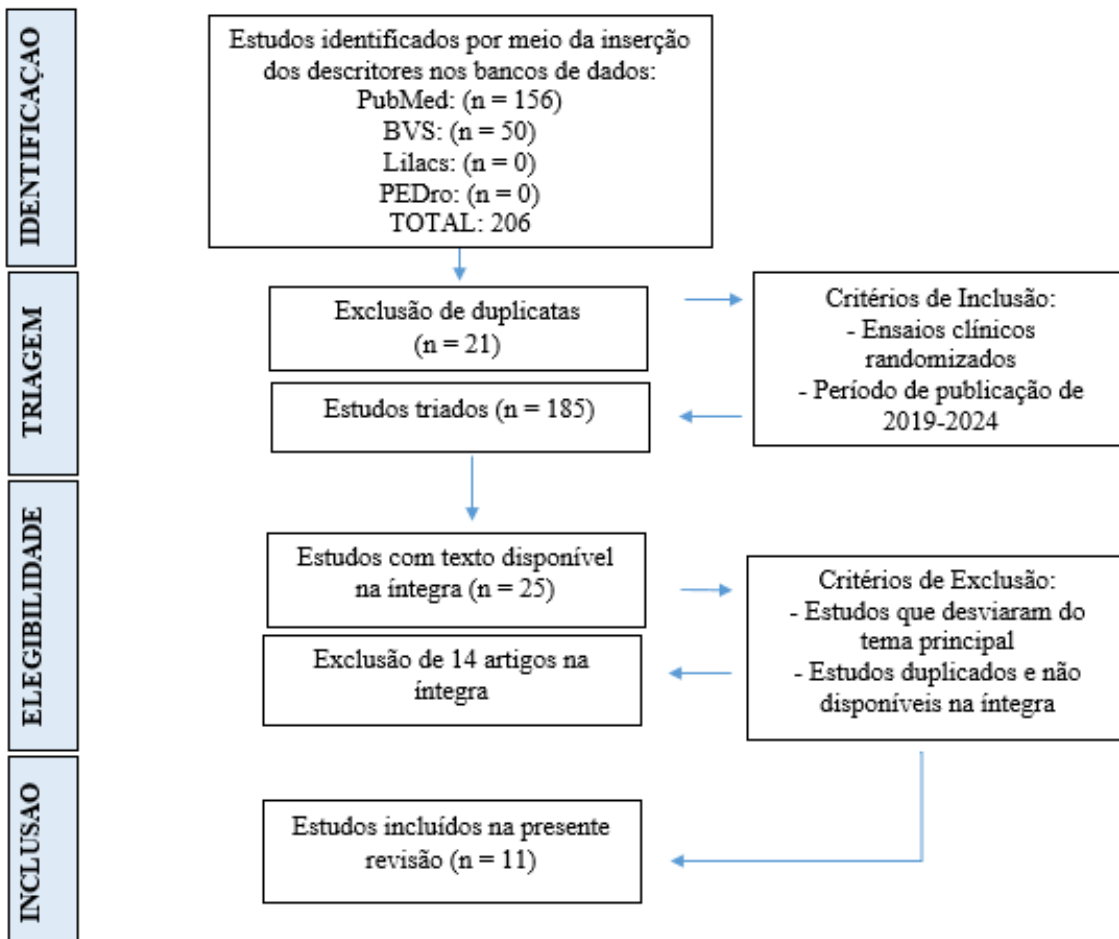 IDENTIFICAÇAO
Estudos identificados por meio da inserção
dos descritores nos bancos de dados:
PubMed: (n = 156)
BVS: (n = 50)
Lilacs: (n = 0)
PEDro: (n = 0)
TOTAL: 206
TRIAGEM
Exclusão de duplicatas
(n = 21)
Critérios de Inclusão:
- Ensaios clínicos
randomizados
- Período de publicação de
2019-2024
Estudos triados (n = 185)
ELEGIBILIDADE
Estudos com texto disponível
na íntegra (n = 25)
Critérios de Exclusão:
- Estudos que desviaram do
tema principal
- Estudos duplicados e não
disponíveis na íntegra
Exclusão de 14 artigos na
íntegra
INCLUSAO
Estudos incluídos na presente
revisão (n = 11)